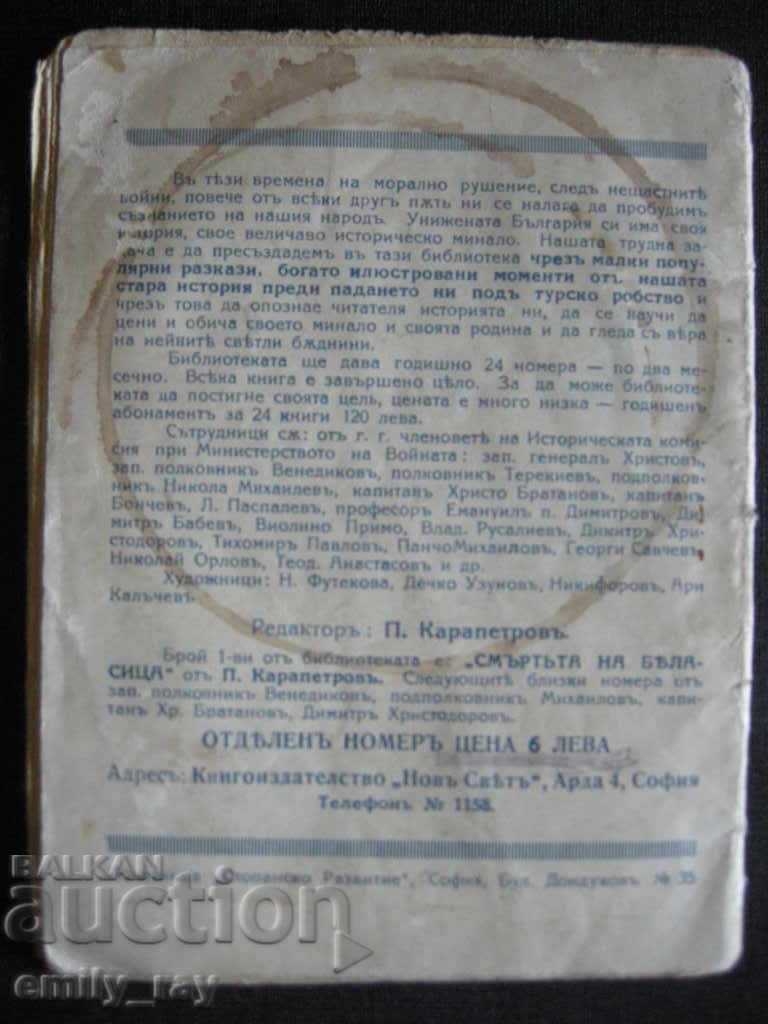 Въ тѣзи времена на морално рушение, следъ нещастнитѣ
войни, повече от всѣки другъ пѫть ни се налага да пробудимъ
съзнанието на нашия народъ. Унижената България си има своя
история, свое величаво историческо минало. Нашата трудна за-
дача е да пресъздадемъ въ тази библиотека чрезъ малки попу-
лярни разкази, богато илюстровани моменти отъ нашата
стара история преди падането ни подъ турско робство и
чрезъ това да опознае читателя историята ни, да се научи да
цени и обича своето минало и своята родина и да гледа съ вѣра
на нейнитѣ свѣтли бѫднини.
Библиотеката ще дава годишно 24 номера — по два ме-
сечно. Всѣка книга е завършено цѣло. За да може библиоте-
ката да постигне своята цель, цената е много низка — годишенъ
абонаментъ за 24 книги 120 лева.
Сътрудници сѫ: отъ г. г. членоветѣ на Историческата коми-
сия при Министерството на Войната: зап. генералъ Христовъ,
зап. полковникъ Венедиковъ, полковникъ Терекиевъ, подполков-
никъ Никола Михаилевъ, капитанъ Христо Братановъ, капитанъ
Бончевъ, Л. Паспалевъ, професоръ Емануилъ п. Димитровъ, Ди-
митръ Бабевъ, Виолино Примо, Влад. Русалиевъ, Димитръ Хри-
стодоровъ, Тихомиръ Павловъ, ПанчоМихаиловъ, Георги Савчевъ,
Николай Орловъ, Теод. Анастасовъ и др.
Художници: Н. Футекова, Дечко Узуновъ, Никифоровъ, Ари
Калъчевъ.
Редакторъ: П. Карапетровъ.
Брой 1-ви отъ библиотеката е: „СМЪРТЬТА НА БѢЛА-
СИЦА" отъ П. Карапетровъ. Следующитѣ близки номера отъ
зап. полковникъ Венедиковъ, подполковникъ Михаиловъ, капи-
танъ Хр. Братановъ, Димитръ Христодоровъ.
ОТДѢЛЕНЪ НОМЕРЪ ЦЕНА 6 ЛЕВА
Адресъ: Книгоиздателство „Новъ Свѣтъ", Арда 4, София
Телефонъ № 1158.
на „Стопанско Развитие", София, Бул. Дондуковъ № 35
BALKAN
auction
emily_ray